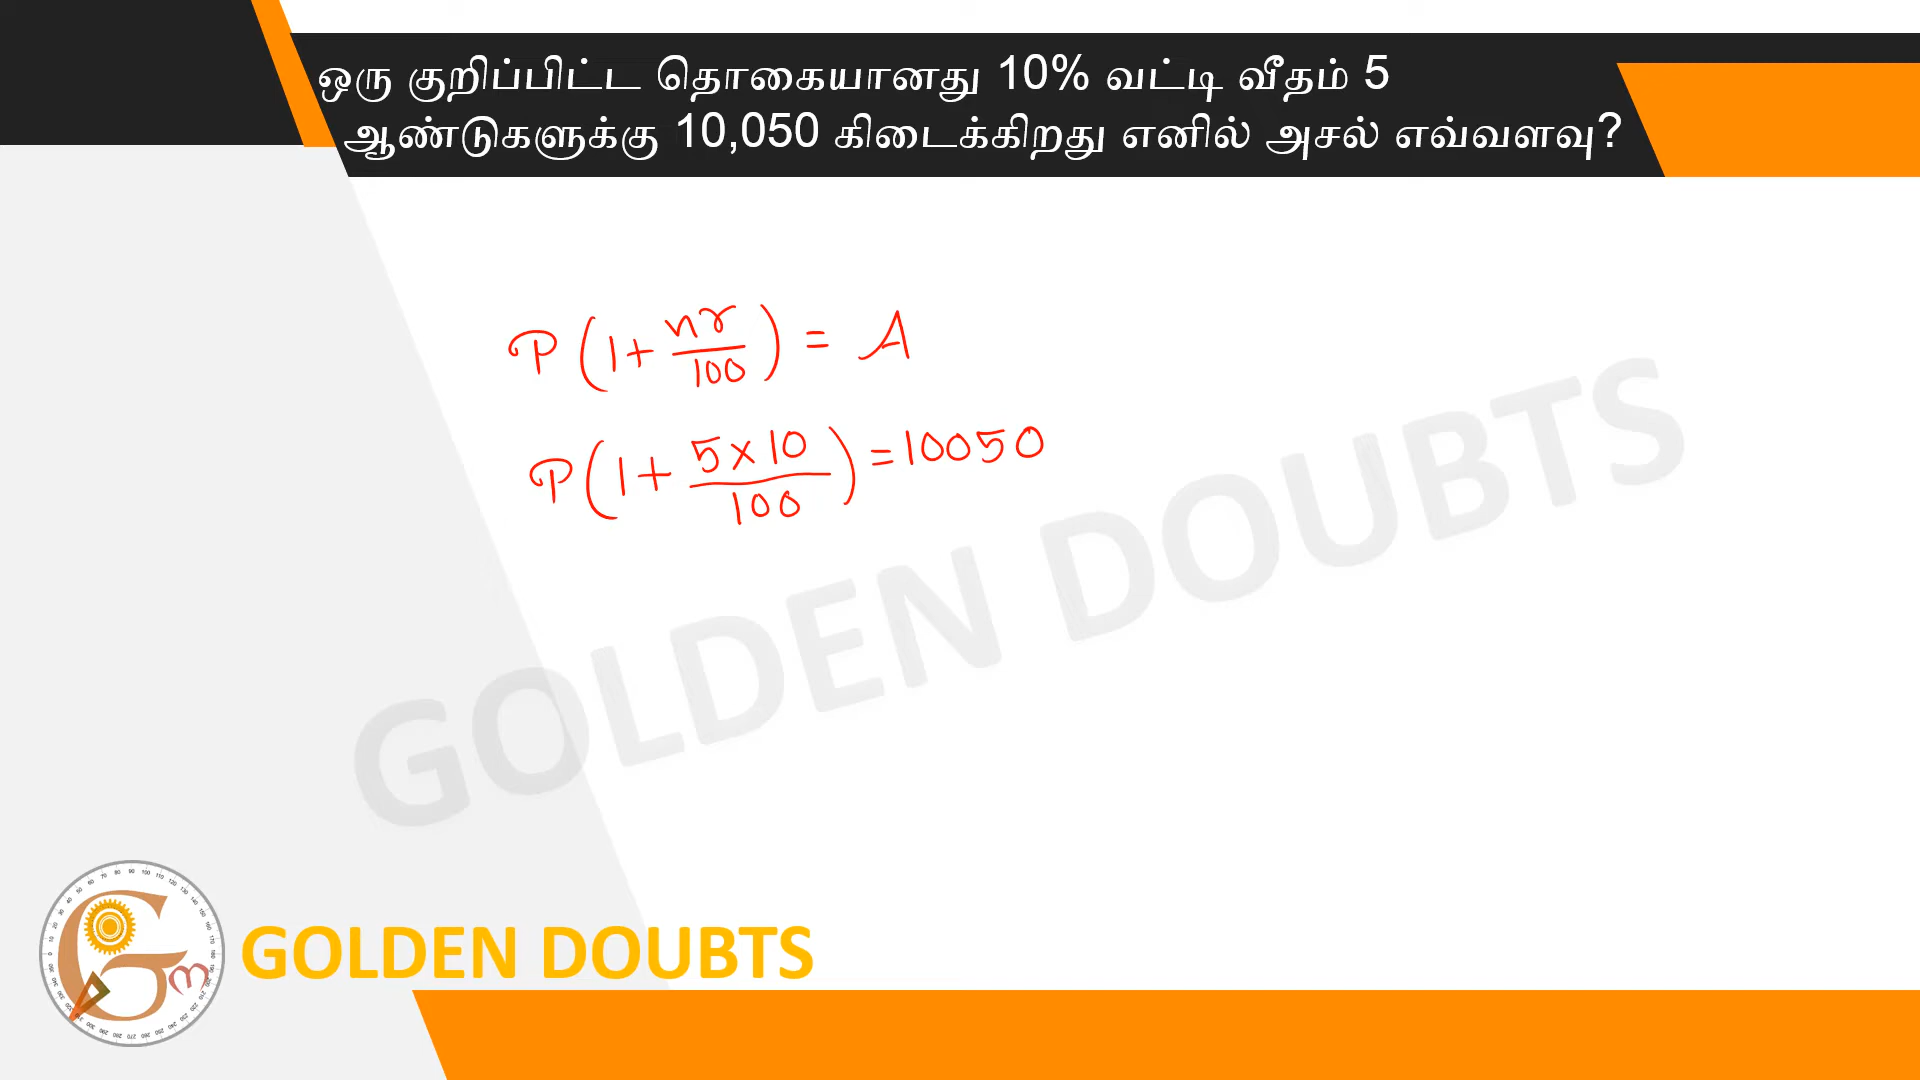 ஒரு குறிப்பிட்ட தொகையானது 10% வட்டி வீதம் 5
ஆண்டுகளுக்கு 10,050 கிடைக்கிறது எனில் அசல் எவ்வளவு?
P(1+nr/100) = A
P(1+5×10/100)=10050
GOLDEN DOUBTS
GOLDEN DOUBTS